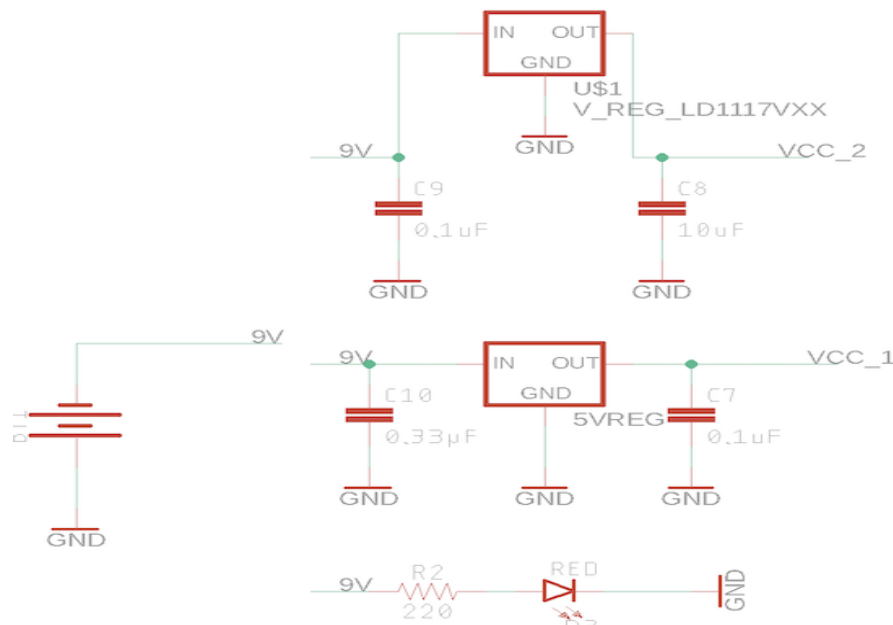 IN OUT
GND
U$1
V_REG_LD1117VXX
GND
9V
VCC_2
C9
0.1uF
GND
C8
10uF
GND
9V
GND
9V
IN OUT
GND
5VREG
GND
VCC_1
C10
0.33µF
GND
C7
0.1uF
GND
9V
R2
220
RED
GND